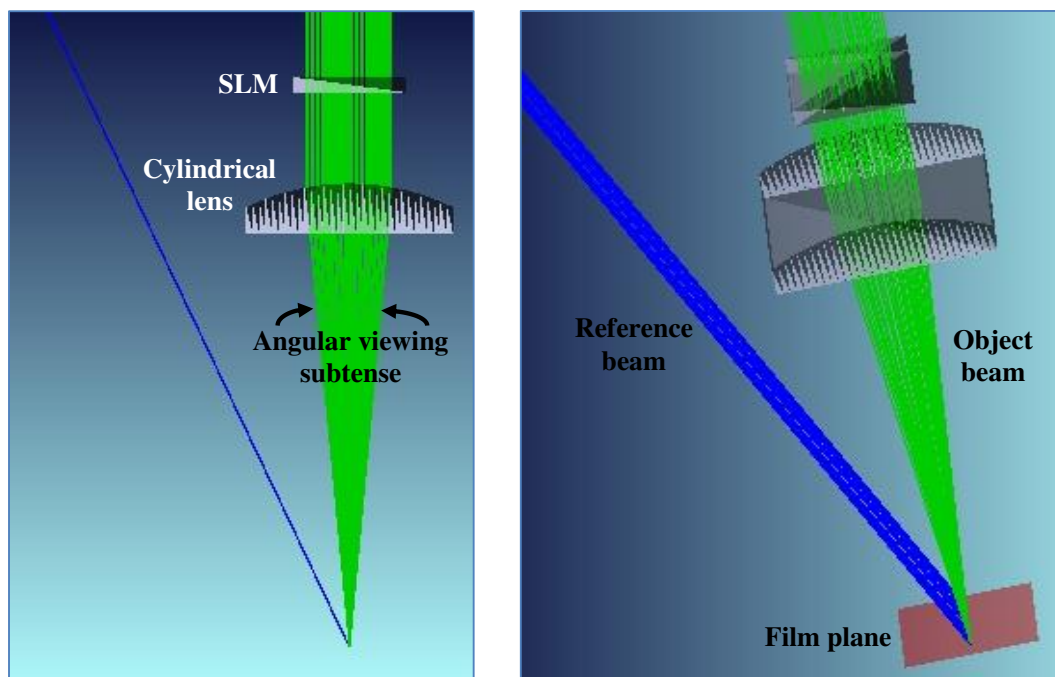 SLM
Cylindrical
lens
Angular viewing
subtense
Reference
beam
Object
beam
Film plane